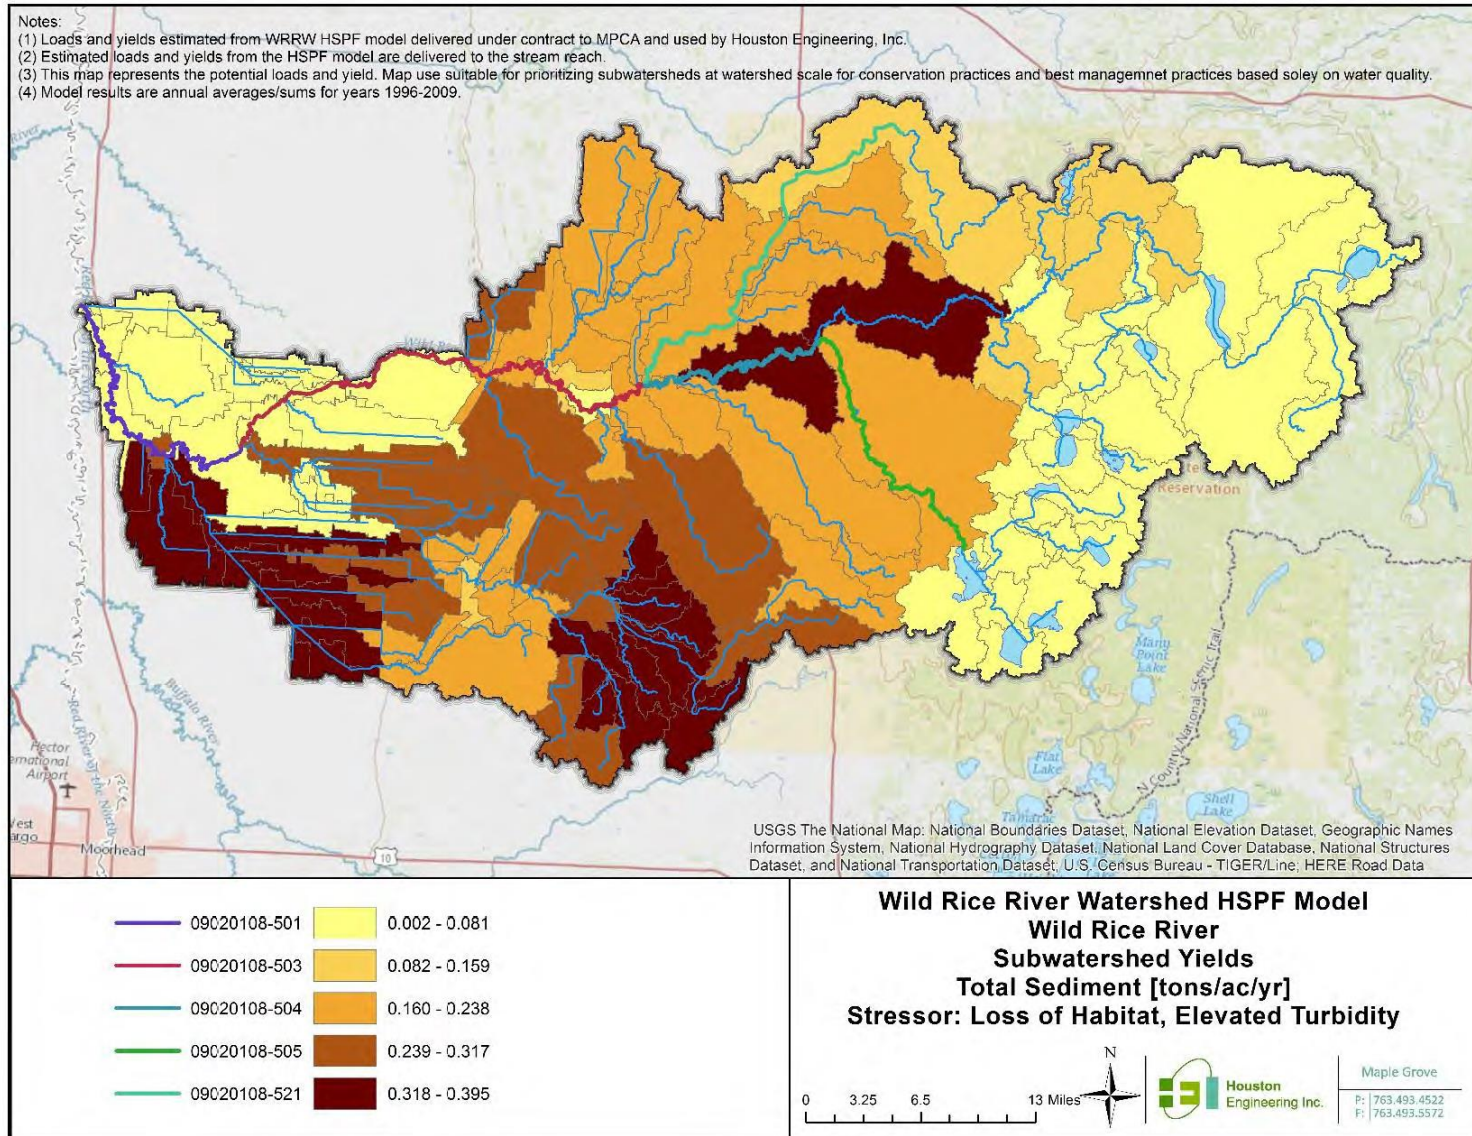 Notes:
(1) Loads and yields estimated from WRRW HSPF model delivered under contract to MPCA and used by Houston Engineering, Inc.
(2) Estimated loads and yields from the HSPF model are delivered to the stream reach.
(3) This map represents the potential loads and yield. Map use suitable for prioritizing subwatersheds at watershed scale for conservation practices and best managemnet practices based soley on water quality.
(4) Model results are annual averages/sums for years 1996-2009.
River
Wild
Reservation
Many
Point
Lake
N Country National Scenic Trail
Buffalo River
Red River of the North
Hector
Airport
Moorhead
10
Flat
Lake
Shell
Lake
USGS The National Map: National Boundaries Dataset, National Elevation Dataset, Geographic Names
Information System, National Hydrography Dataset, National Land Cover Database, National Structures
Dataset, and National Transportation Dataset; U.S. Census Bureau - TIGER/Line; HERE Road Data
09020108-501 0.002 - 0.081
09020108-503 0.082 - 0.159
09020108-504 0.160 - 0.238
09020108-505 0.239 - 0.317
09020108-521 0.318 - 0.395
Wild Rice River Watershed HSPF Model
Wild Rice River
Subwatershed Yields
Total Sediment [tons/ac/yr]
Stressor: Loss of Habitat, Elevated Turbidity
0 3.25 6.5 13 Miles
N
Houston
Engineering Inc.
Maple Grove
P: 763.493.4522
F: 763.493.5572